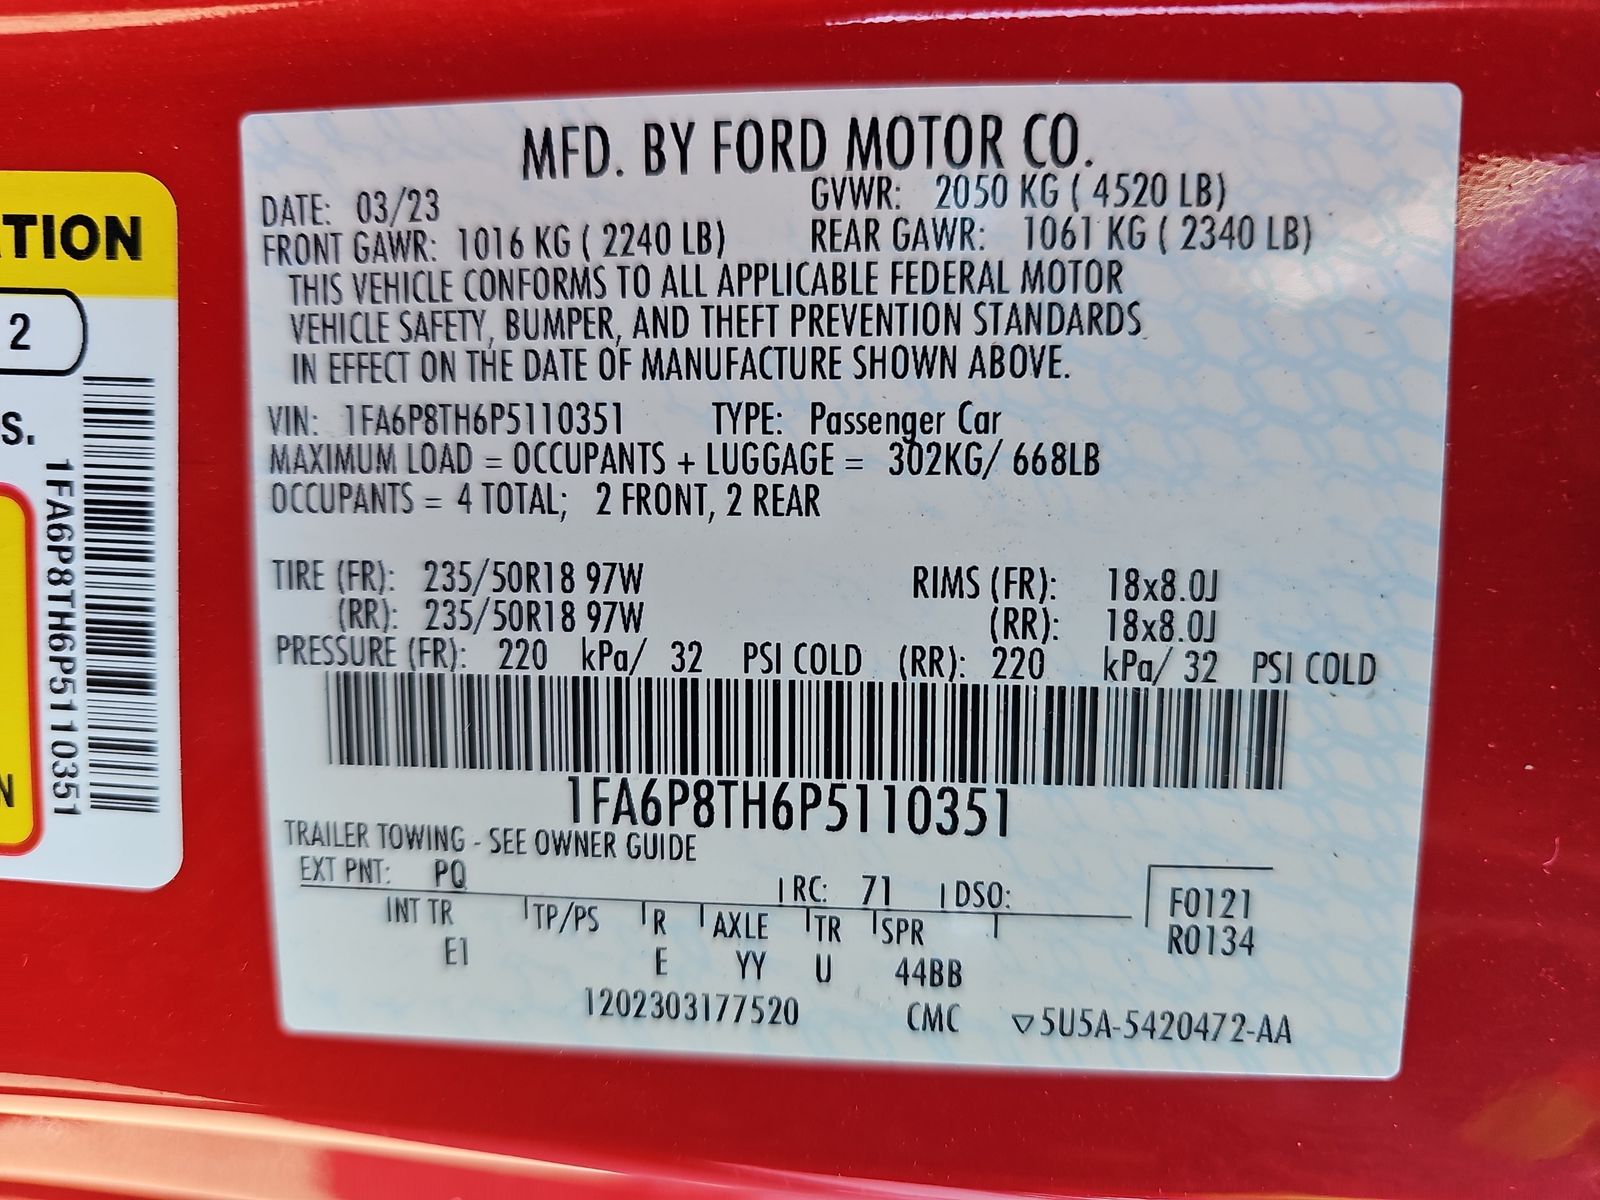 MFD. BY FORD MOTOR CO.
DATE: 03/23 GVWR: 2050 KG ( 4520 LB)
FRONT GAWR: 1016 KG ( 2240 LB) REAR GAWR: 1061 KG ( 2340 LB)
THIS VEHICLE CONFORMS TO ALL APPLICABLE FEDERAL MOTOR
VEHICLE SAFETY, BUMPER, AND THEFT PREVENTION STANDARDS
IN EFFECT ON THE DATE OF MANUFACTURE SHOWN ABOVE.
VIN: 1FA6P8TH6P5110351 TYPE: Passenger Car
MAXIMUM LOAD = OCCUPANTS + LUGGAGE = 302KG/ 668LB
OCCUPANTS = 4 TOTAL; 2 FRONT, 2 REAR
TIRE (FR): 235/50R18 97W RIMS (FR): 18x8.0J
(RR): 235/50R18 97W (RR): 18x8.0J
PRESSURE (FR): 220 kPa/ 32 PSI COLD (RR): 220 kPa/ 32 PSI COLD
1FA6P8TH6P5110351
TRAILER TOWING - SEE OWNER GUIDE
EXT PNT: PQ RC: 71 DSO:
INT TR TP/PS R AXLE TR SPR
E1 E YY U 44BB
F0121
R0134
1202303177520 CMC ▽5U5A-5420472-AA
TION
2
S.
1FA6P8TH6P5110351
N